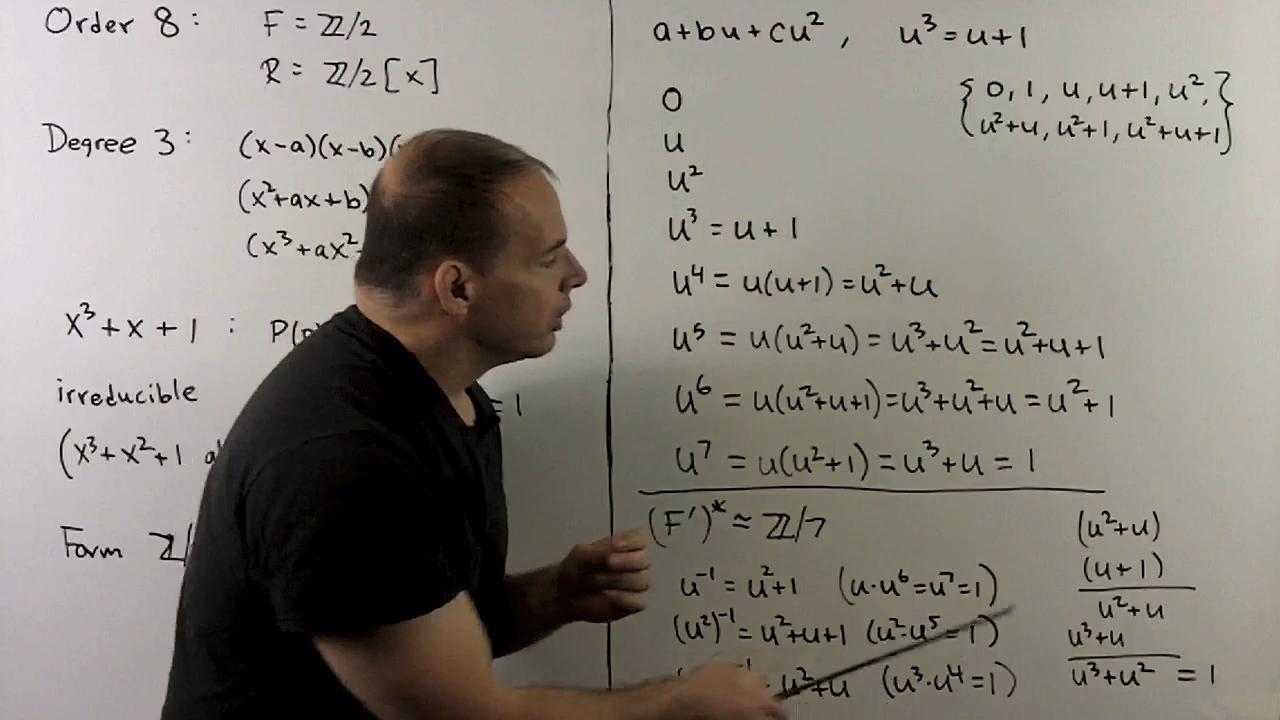 Order 8: F = ℤ/2
R = ℤ/2[x]
Degree 3: (x-a)(x-b)(
(x²+ax+b)
(x³+ax²
x³+x+1 :
irreducible = 1
(x³+x²+1
Form ℤ/
a+bu+cu², u³=u+1
{0, 1, u, u+1, u²,
u²+u, u²+1, u²+u+1}
0
u
u²
u³ = u+1
u⁴ = u(u+1) = u²+u
u⁵ = u(u²+u) = u³+u² = u²+u+1
u⁶ = u(u²+u+1) = u³+u²+u = u²+1
u⁷ = u(u²+1) = u³+u = 1
(F')* ≈ ℤ/7
u⁻¹ = u²+1 (u·u⁶=u⁷=1)
(u²)⁻¹ = u²+u+1 (u²·u⁵=1)
u²+u (u³·u⁴=1)
(u²+u)
(u+1)
u²+u
u³+u
u³+u² = 1